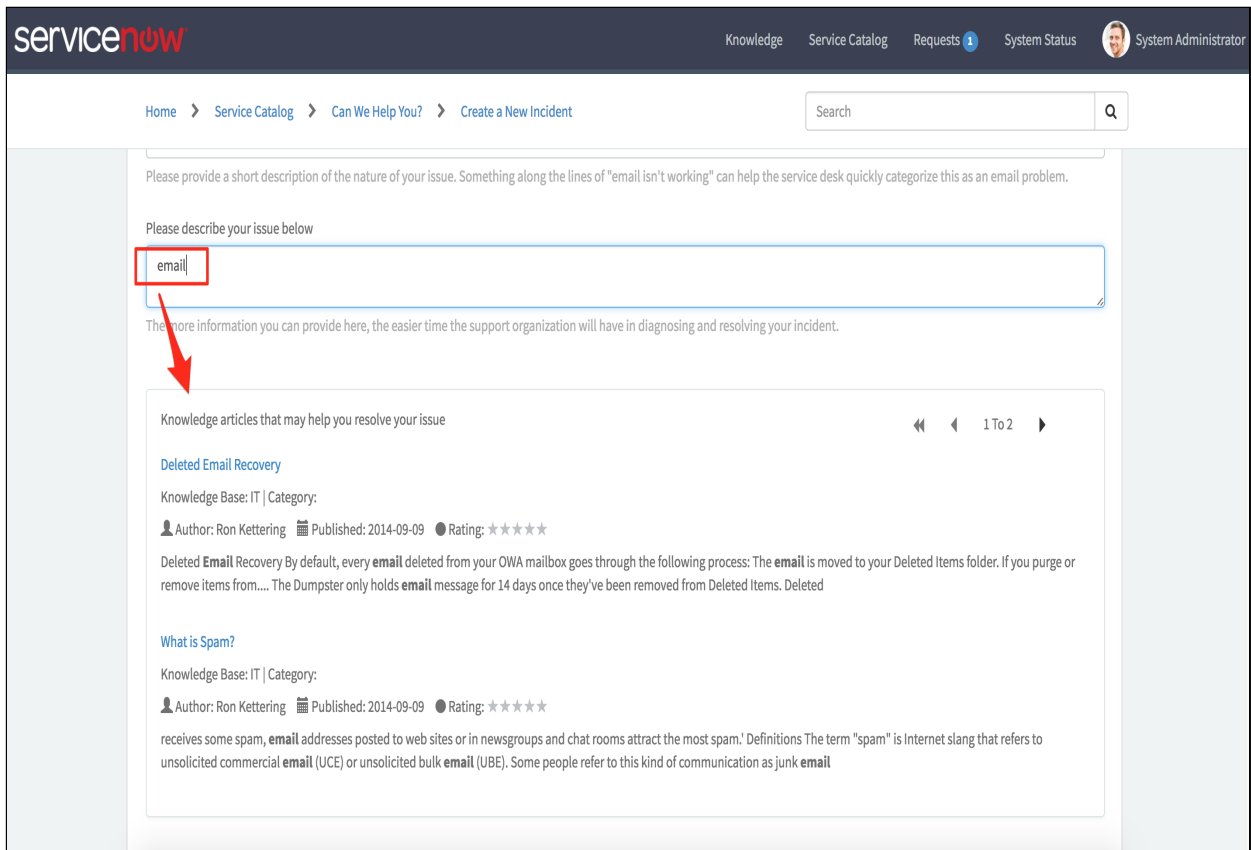 servicenow
Knowledge Service Catalog Requests 1 System Status System Administrator
Home Service Catalog Can We Help You? Create a New Incident Search
Please provide a short description of the nature of your issue. Something along the lines of "email isn't working" can help the service desk quickly categorize this as an email problem.
Please describe your issue below
email
The more information you can provide here, the easier time the support organization will have in diagnosing and resolving your incident.
Knowledge articles that may help you resolve your issue 1 To 2
Deleted Email Recovery
Knowledge Base: IT | Category:
Author: Ron Kettering Published: 2014-09-09 Rating:
Deleted Email Recovery By default, every email deleted from your OWA mailbox goes through the following process: The email is moved to your Deleted Items folder. If you purge or
remove items from.... The Dumpster only holds email message for 14 days once they've been removed from Deleted Items. Deleted
What is Spam?
Knowledge Base: IT | Category:
Author: Ron Kettering Published: 2014-09-09 Rating:
receives some spam, email addresses posted to web sites or in newsgroups and chat rooms attract the most spam.' Definitions The term "spam" is Internet slang that refers to
unsolicited commercial email (UCE) or unsolicited bulk email (UBE). Some people refer to this kind of communication as junk email